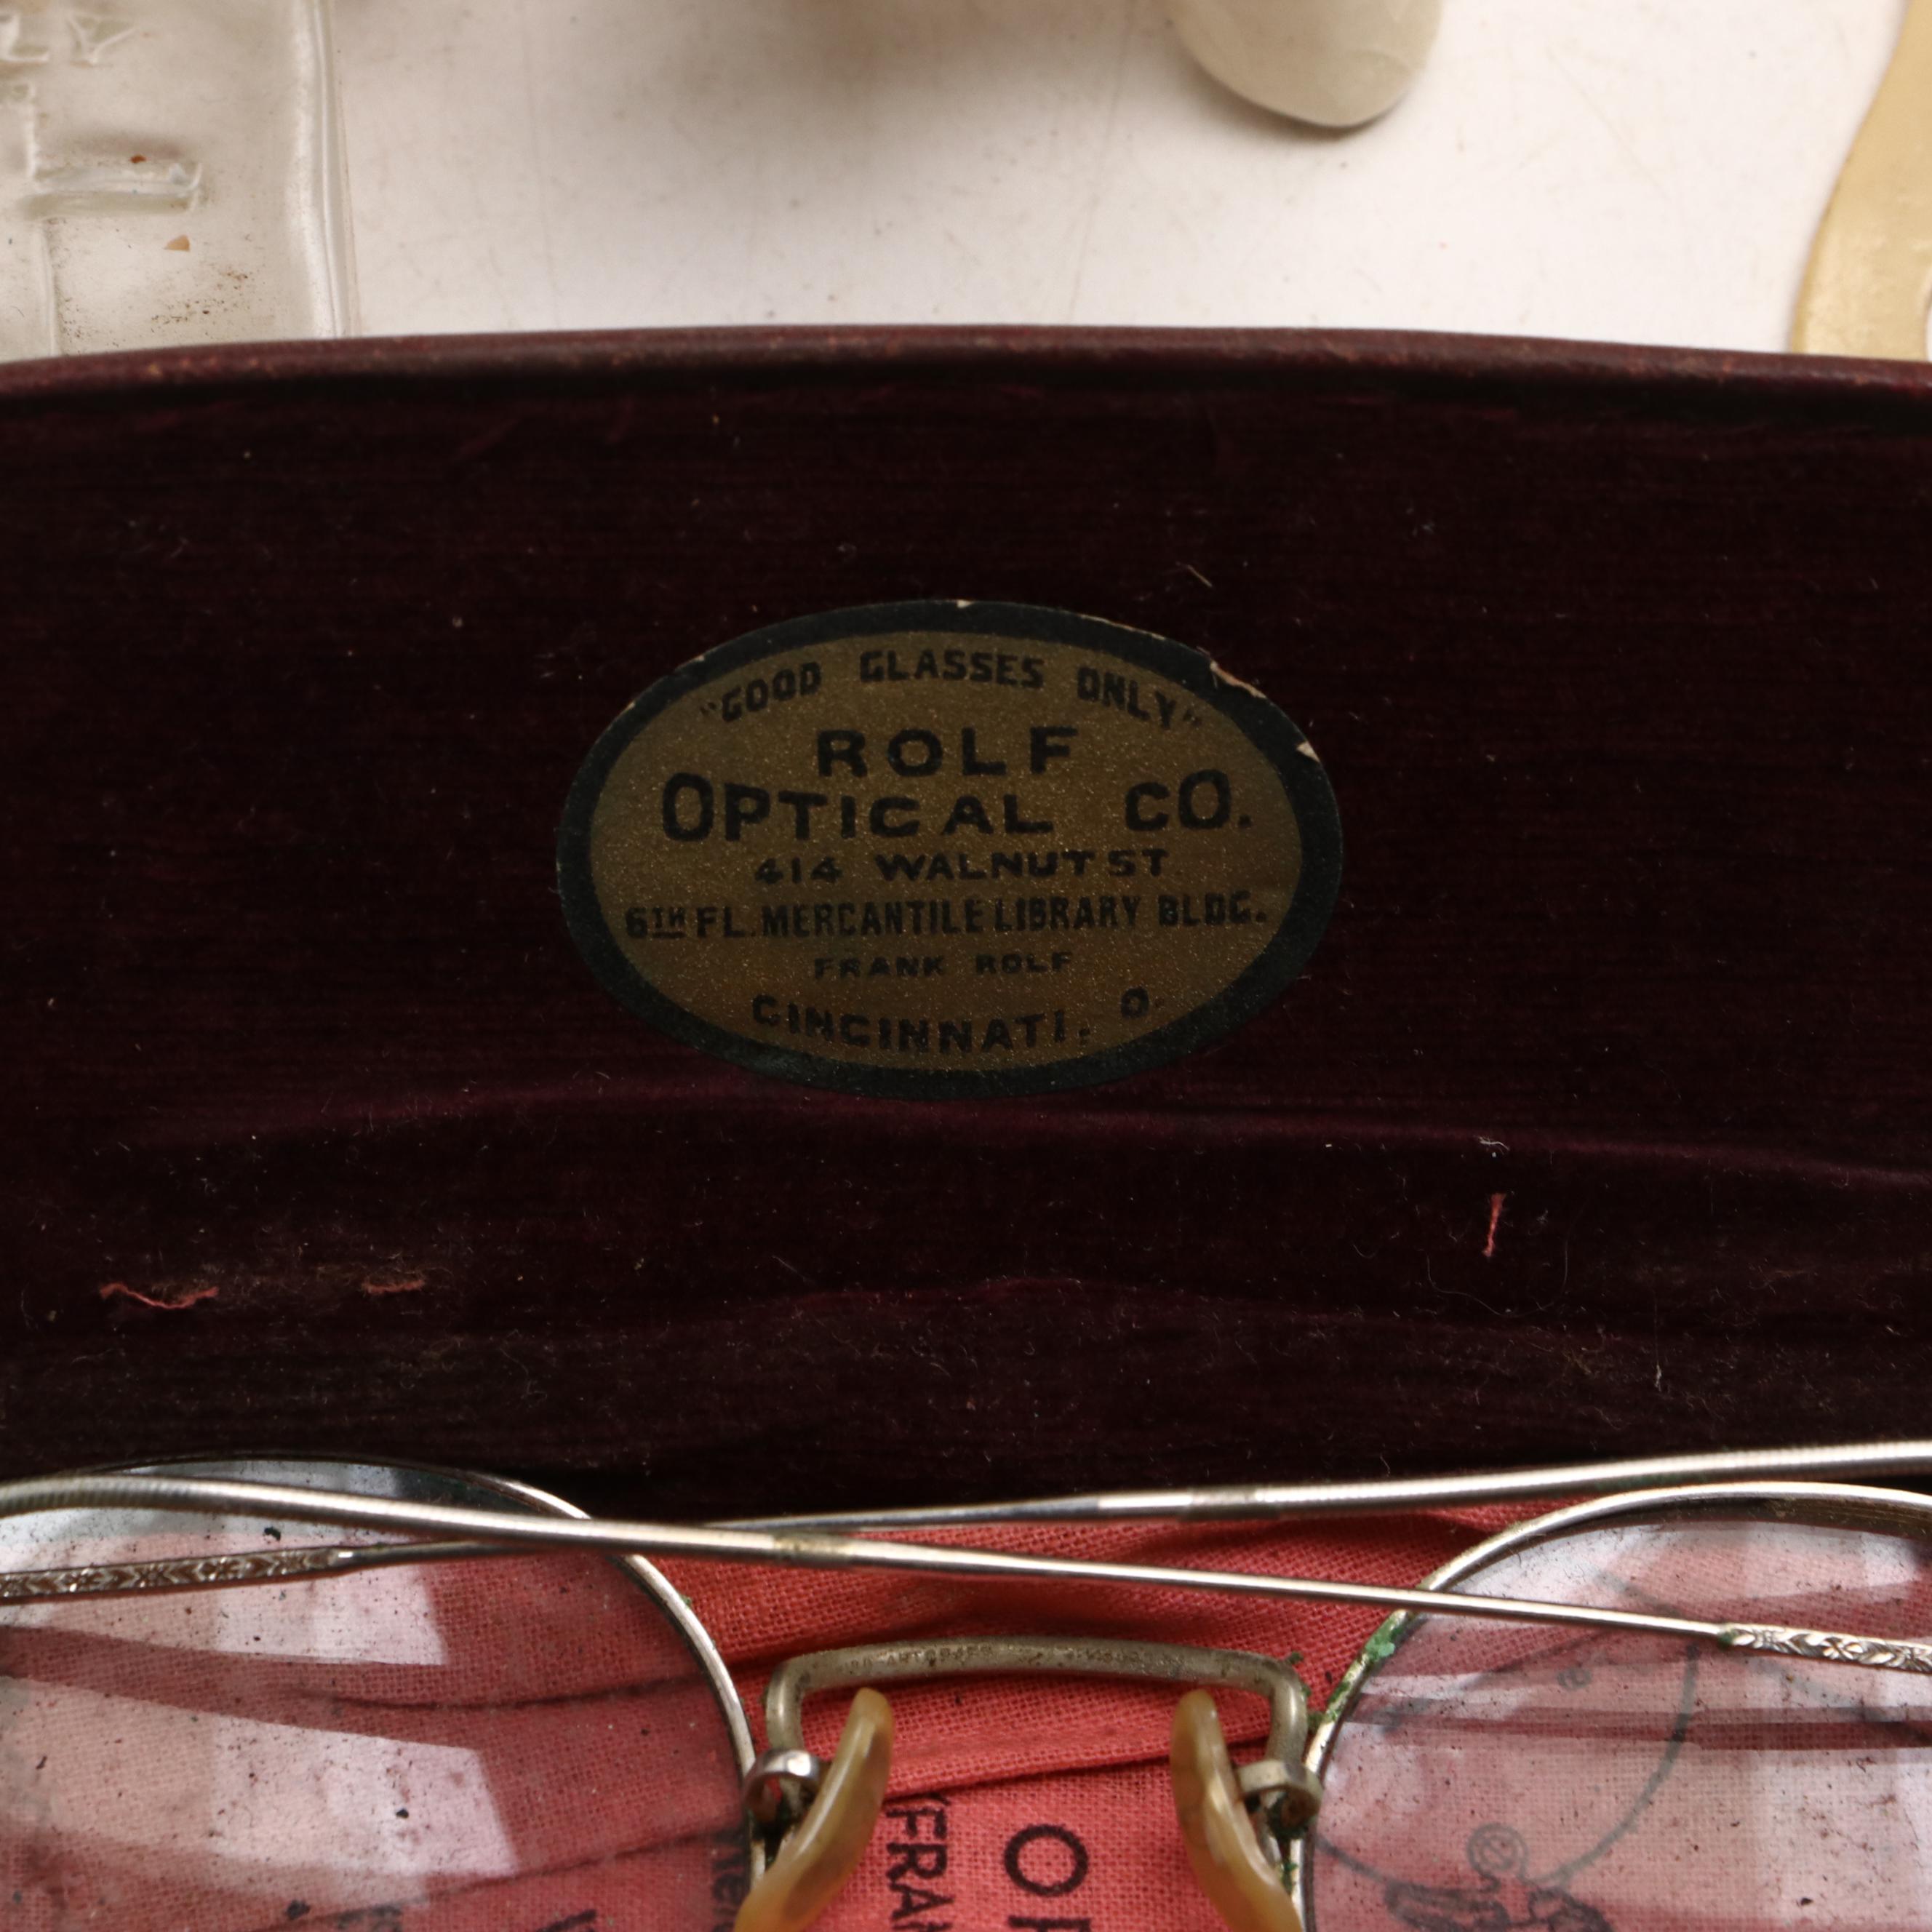 "GOOD GLASSES ONLY"
ROLF
OPTICAL CO.
414 WALNUT ST
6TH FL. MERCANTILE LIBRARY BLDG.
FRANK ROLF
CINCINNATI. O.